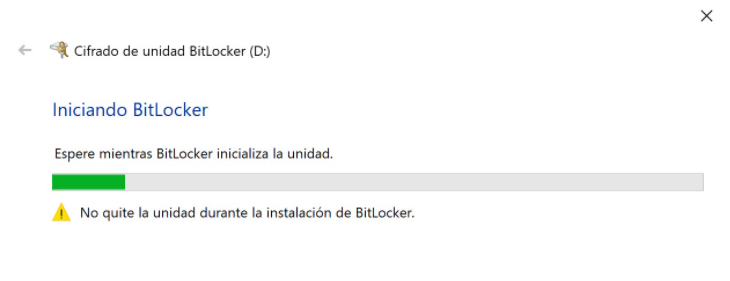 Cifrado de unidad BitLocker (D:)
Iniciando BitLocker
Espere mientras BitLocker inicializa la unidad.
No quite la unidad durante la instalación de BitLocker.